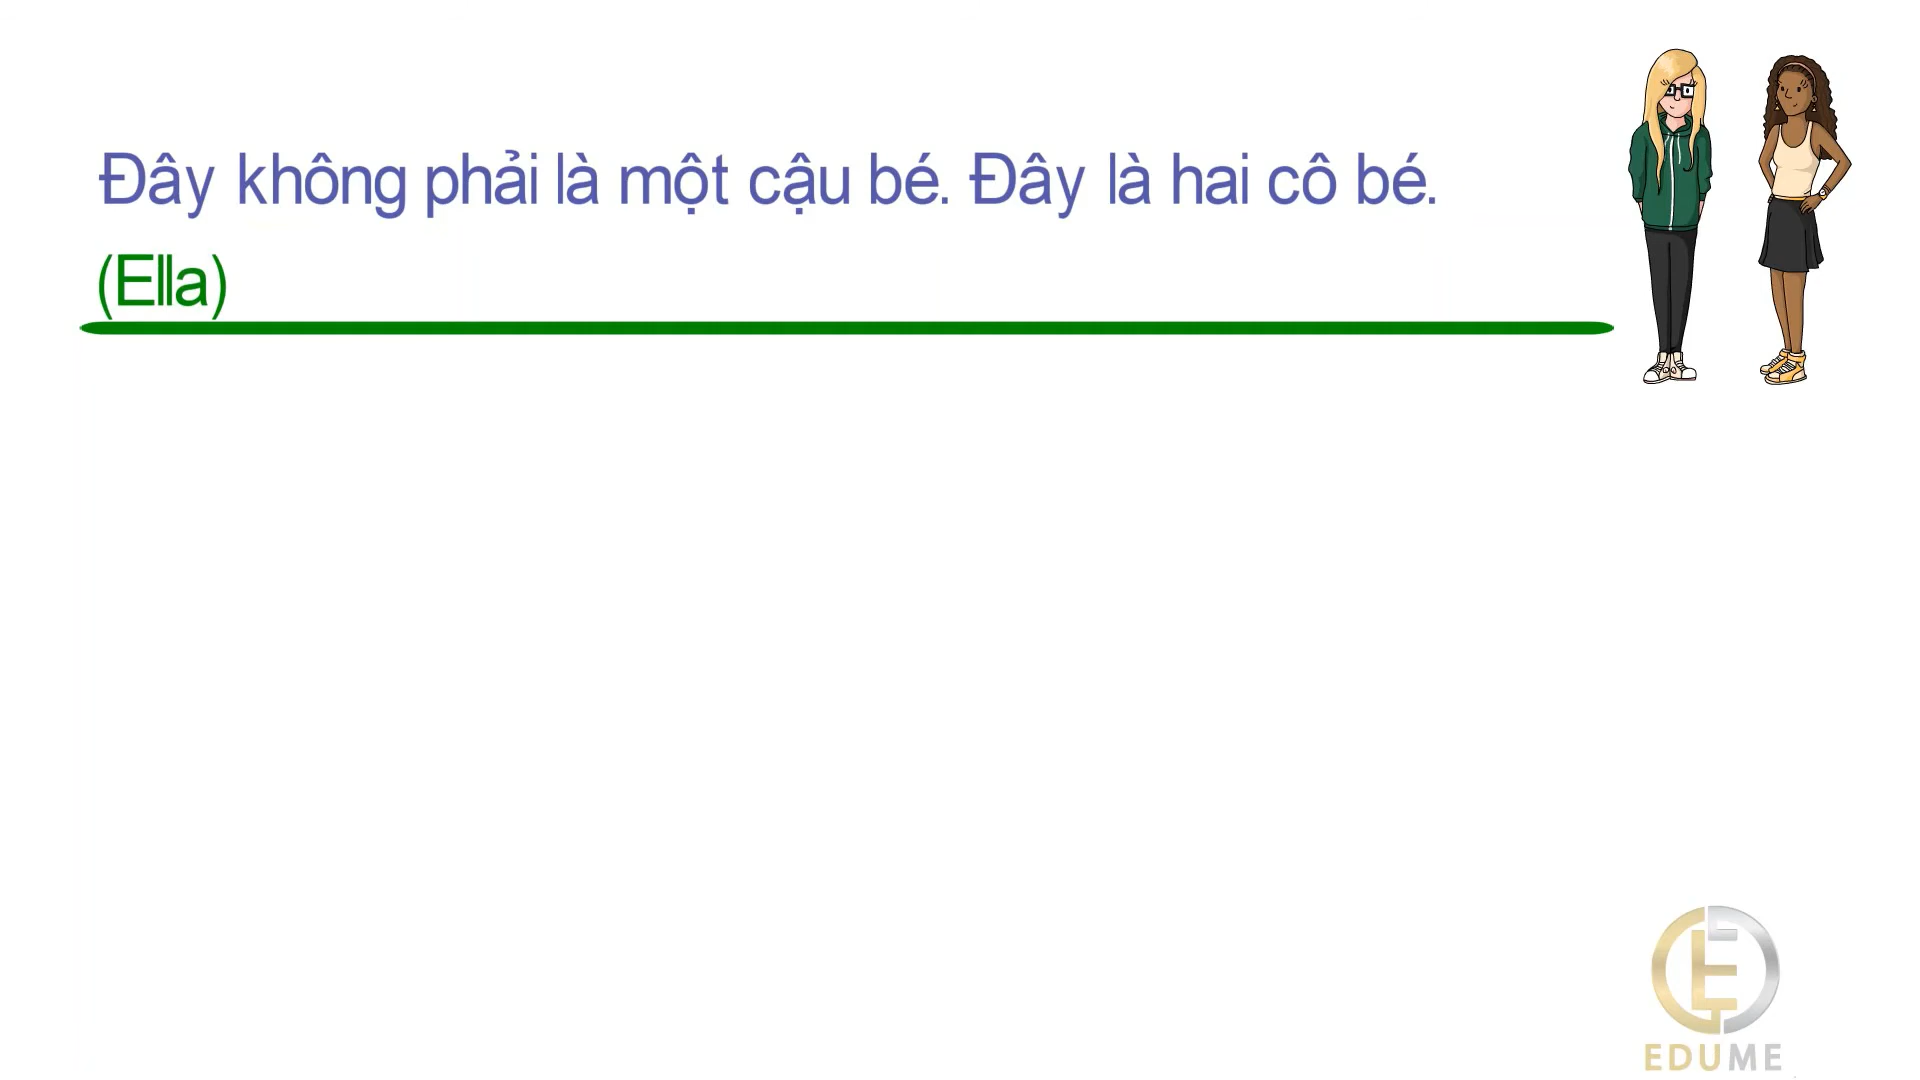 Đây không phải là một cậu bé. Đây là hai cô bé.
(Ella)
EDUME